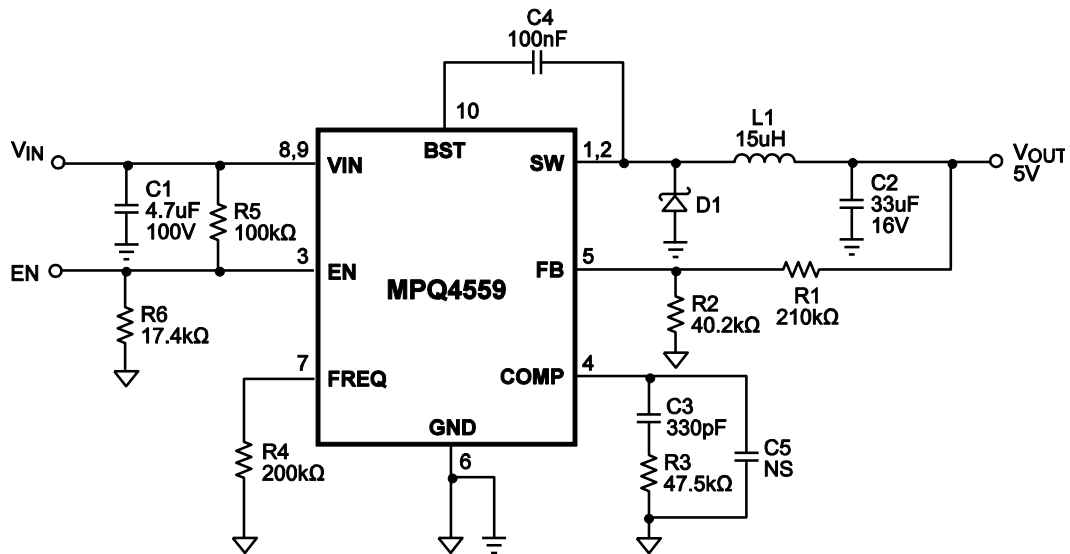 C4
100nF
10
L1
15uH
VIN
8,9
VIN
BST
SW
1,2
VOUT
5V
C1
4.7uF
100V
R5
100kΩ
D1
C2
33uF
16V
EN
3
EN
MPQ4559
FB
5
R1
210kΩ
R2
40.2kΩ
R6
17.4kΩ
7
FREQ
COMP
4
C3
330pF
GND
6
R4
200kΩ
R3
47.5kΩ
C5
NS